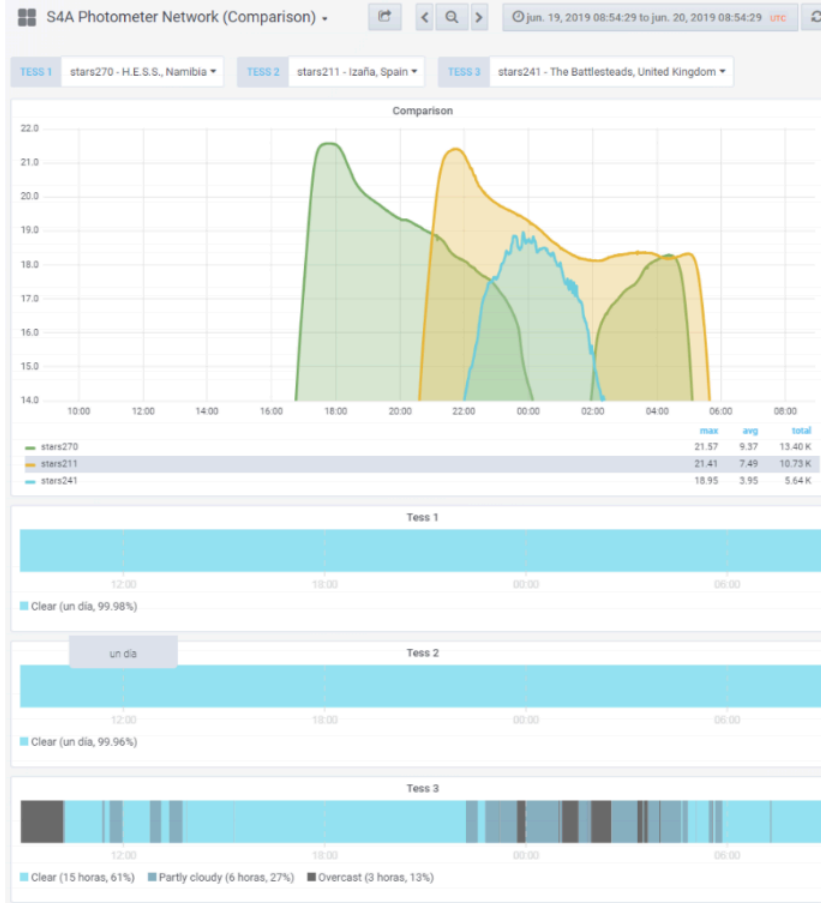 S4A Photometer Network (Comparison)
jun. 19, 2019 08:54:29 to jun. 20, 2019 08:54:29 UTC
TESS 1 stars270 - H.E.S.S., Namibia TESS 2 stars211 - Izaña, Spain TESS 3 stars241 - The Battlesteads, United Kingdom
Comparison
22.0
21.0
20.0
19.0
18.0
17.0
16.0
15.0
14.0
10:00 12:00 14:00 16:00 18:00 20:00 22:00 00:00 02:00 04:00 06:00 08:00
max avg total
stars270 21.57 9.37 13.40 K
stars211 21.41 7.49 10.73 K
stars241 18.95 3.95 5.64 K
Tess 1
12:00 18:00 00:00 06:00
Clear (un día, 99.98%)
un día
Tess 2
12:00 18:00 00:00 06:00
Clear (un día, 99.96%)
Tess 3
12:00 18:00 00:00 06:00
Clear (15 horas, 61%) Partly cloudy (6 horas, 27%) Overcast (3 horas, 13%)